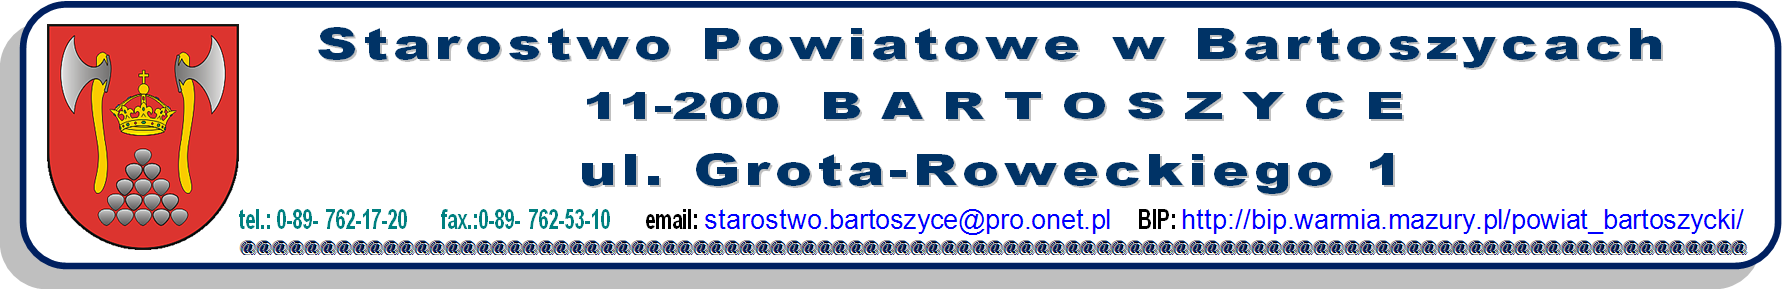 Starostwo Powiatowe w Bartoszycach
11-200 BARTOSZYCE
ul. Grota-Roweckiego 1
tel.: 0-89- 762-17-20 fax.:0-89- 762-53-10 email: starostwo.bartoszyce@pro.onet.pl BIP: http://bip.warmia.mazury.pl/powiat_bartoszycki/
@@@@@@@@@@@@@@@@@@@@@@@@@@@@@@@@@@@@@@@@@@@@@@@@@@@@@@@@@@@@@@@@@@@@@@@@@@@